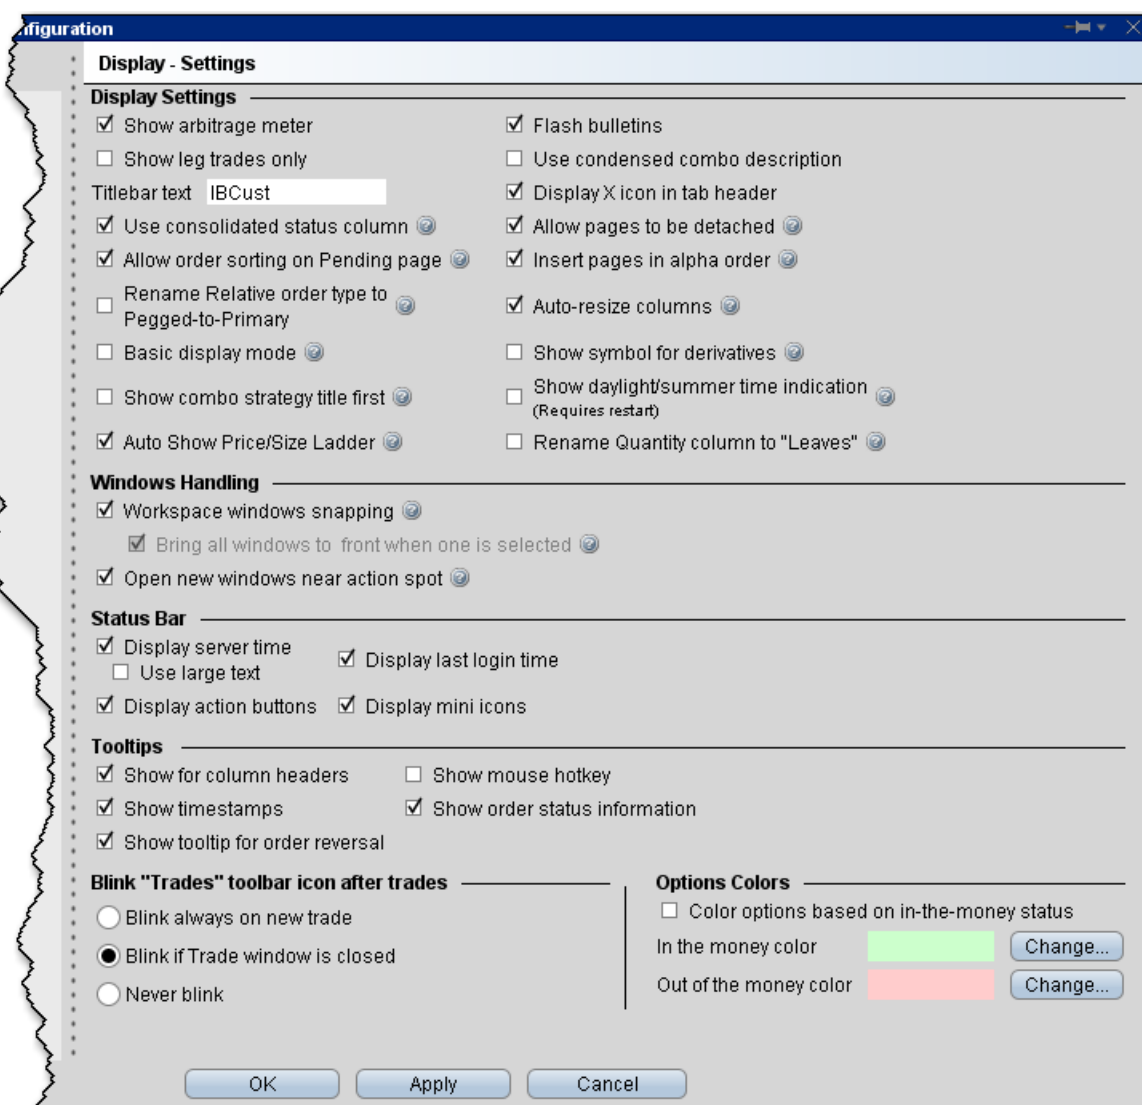 nfiguration
Display - Settings
Display Settings
Show arbitrage meter
Flash bulletins
Show leg trades only
Use condensed combo description
Titlebar text IBCust
Display X icon in tab header
Use consolidated status column
Allow pages to be detached
Allow order sorting on Pending page
Insert pages in alpha order
Rename Relative order type to
Pegged-to-Primary
Auto-resize columns
Basic display mode
Show symbol for derivatives
Show combo strategy title first
Show daylight/summer time indication
(Requires restart)
Auto Show Price/Size Ladder
Rename Quantity column to "Leaves"
Windows Handling
Workspace windows snapping
Bring all windows to front when one is selected
Open new windows near action spot
Status Bar
Display server time
Use large text
Display last login time
Display action buttons
Display mini icons
Tooltips
Show for column headers
Show mouse hotkey
Show timestamps
Show order status information
Show tooltip for order reversal
Blink "Trades" toolbar icon after trades
Blink always on new trade
Blink if Trade window is closed
Never blink
Options Colors
Color options based on in-the-money status
In the money color
Change...
Out of the money color
Change...
OK
Apply
Cancel